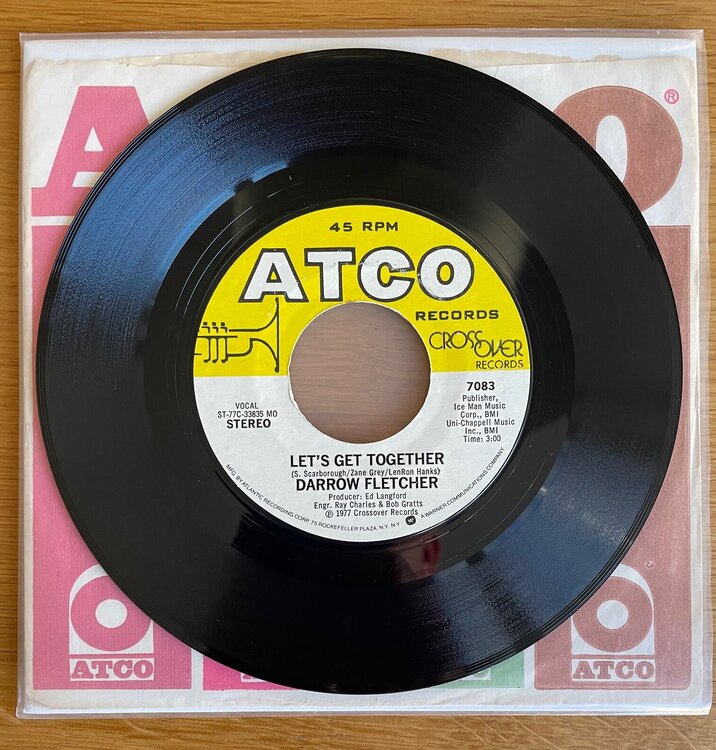 A O ®
45 RPM
ATCO
RECORDS
CROSSOVER
RECORDS
7083
Publisher,
Ice Man Music
Corp., BMI
Uni-Chappell Music
Inc., BMI
Time: 3:00
VOCAL
ST-77C-33835 MO
STEREO
LET'S GET TOGETHER
(S. Scarborough/Zane Grey/LenRon Hanks)
DARROW FLETCHER
Producer: Ed Langford
Engr. Ray Charles & Bob Gratts
℗ 1977 Crossover Records
MFG. BY ATLANTIC RECORDING CORP. 75 ROCKEFELLER PLAZA, N.Y. N.Y. A WARNER COMMUNICATIONS COMPANY
ATCO
ATCO